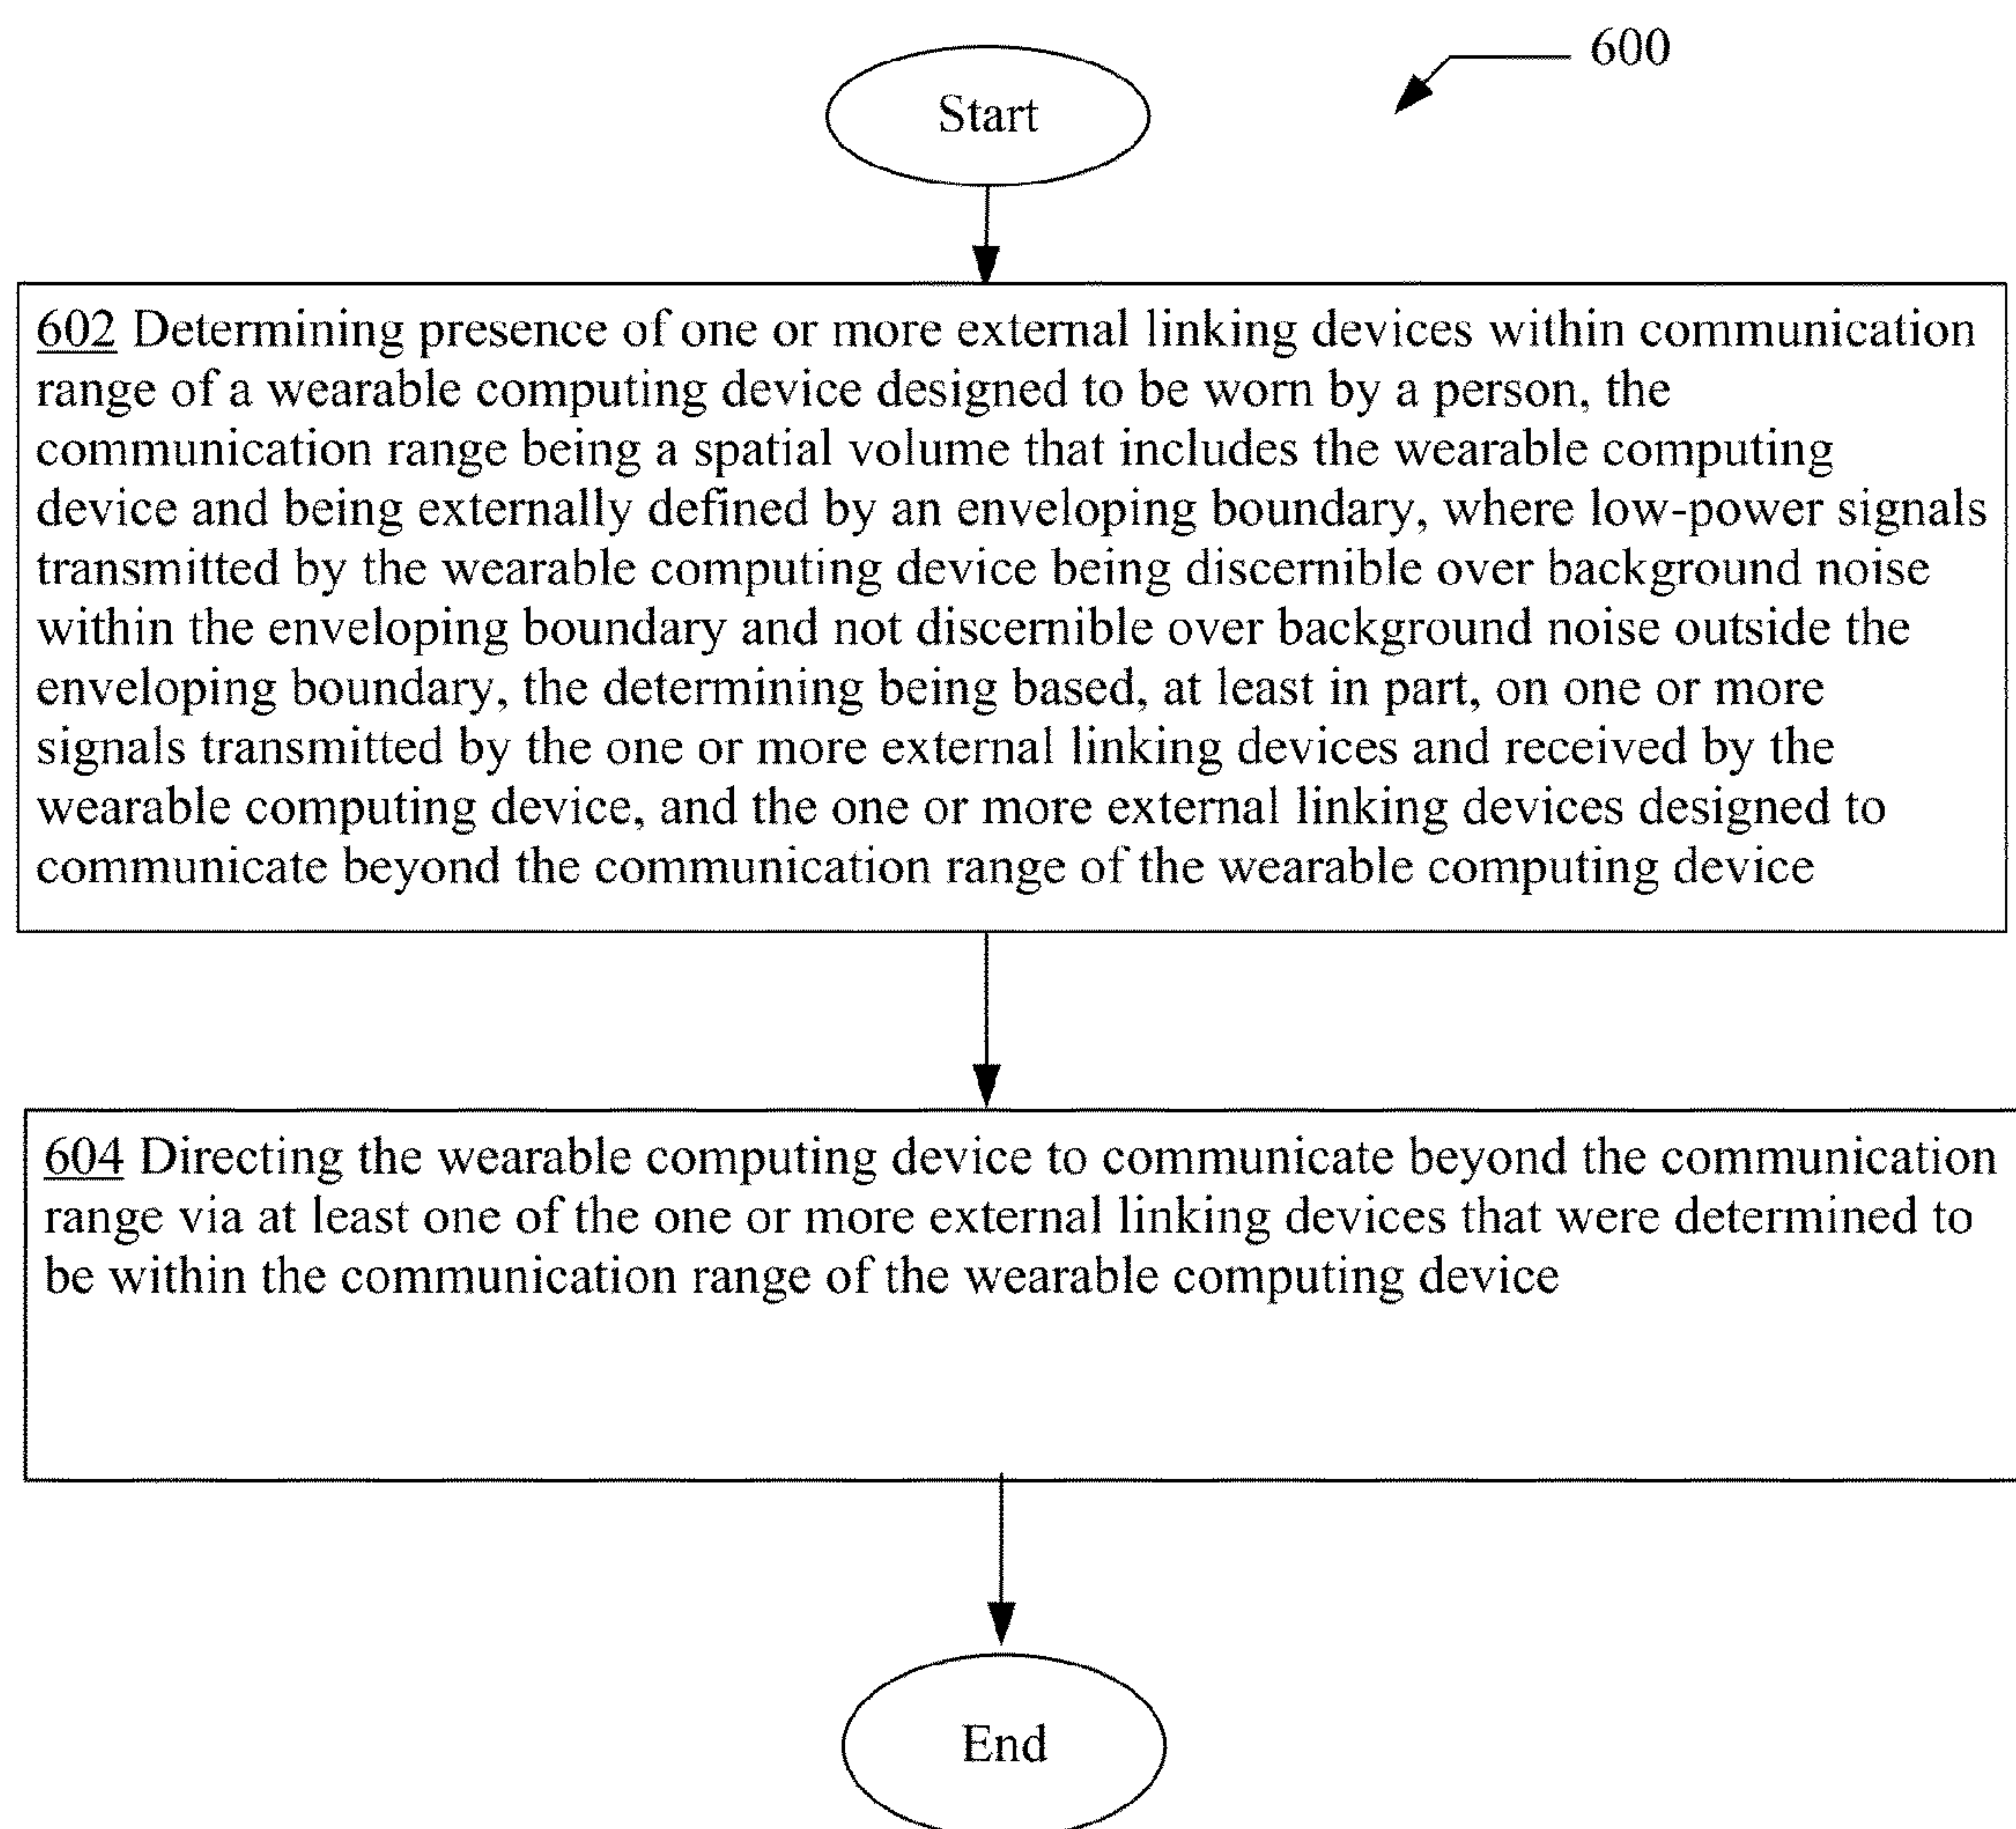 600
Start
602 Determining presence of one or more external linking devices within communication
range of a wearable computing device designed to be worn by a person, the
communication range being a spatial volume that includes the wearable computing
device and being externally defined by an enveloping boundary, where low-power signals
transmitted by the wearable computing device being discernible over background noise
within the enveloping boundary and not discernible over background noise outside the
enveloping boundary, the determining being based, at least in part, on one or more
signals transmitted by the one or more external linking devices and received by the
wearable computing device, and the one or more external linking devices designed to
communicate beyond the communication range of the wearable computing device
604 Directing the wearable computing device to communicate beyond the communication
range via at least one of the one or more external linking devices that were determined to
be within the communication range of the wearable computing device
End